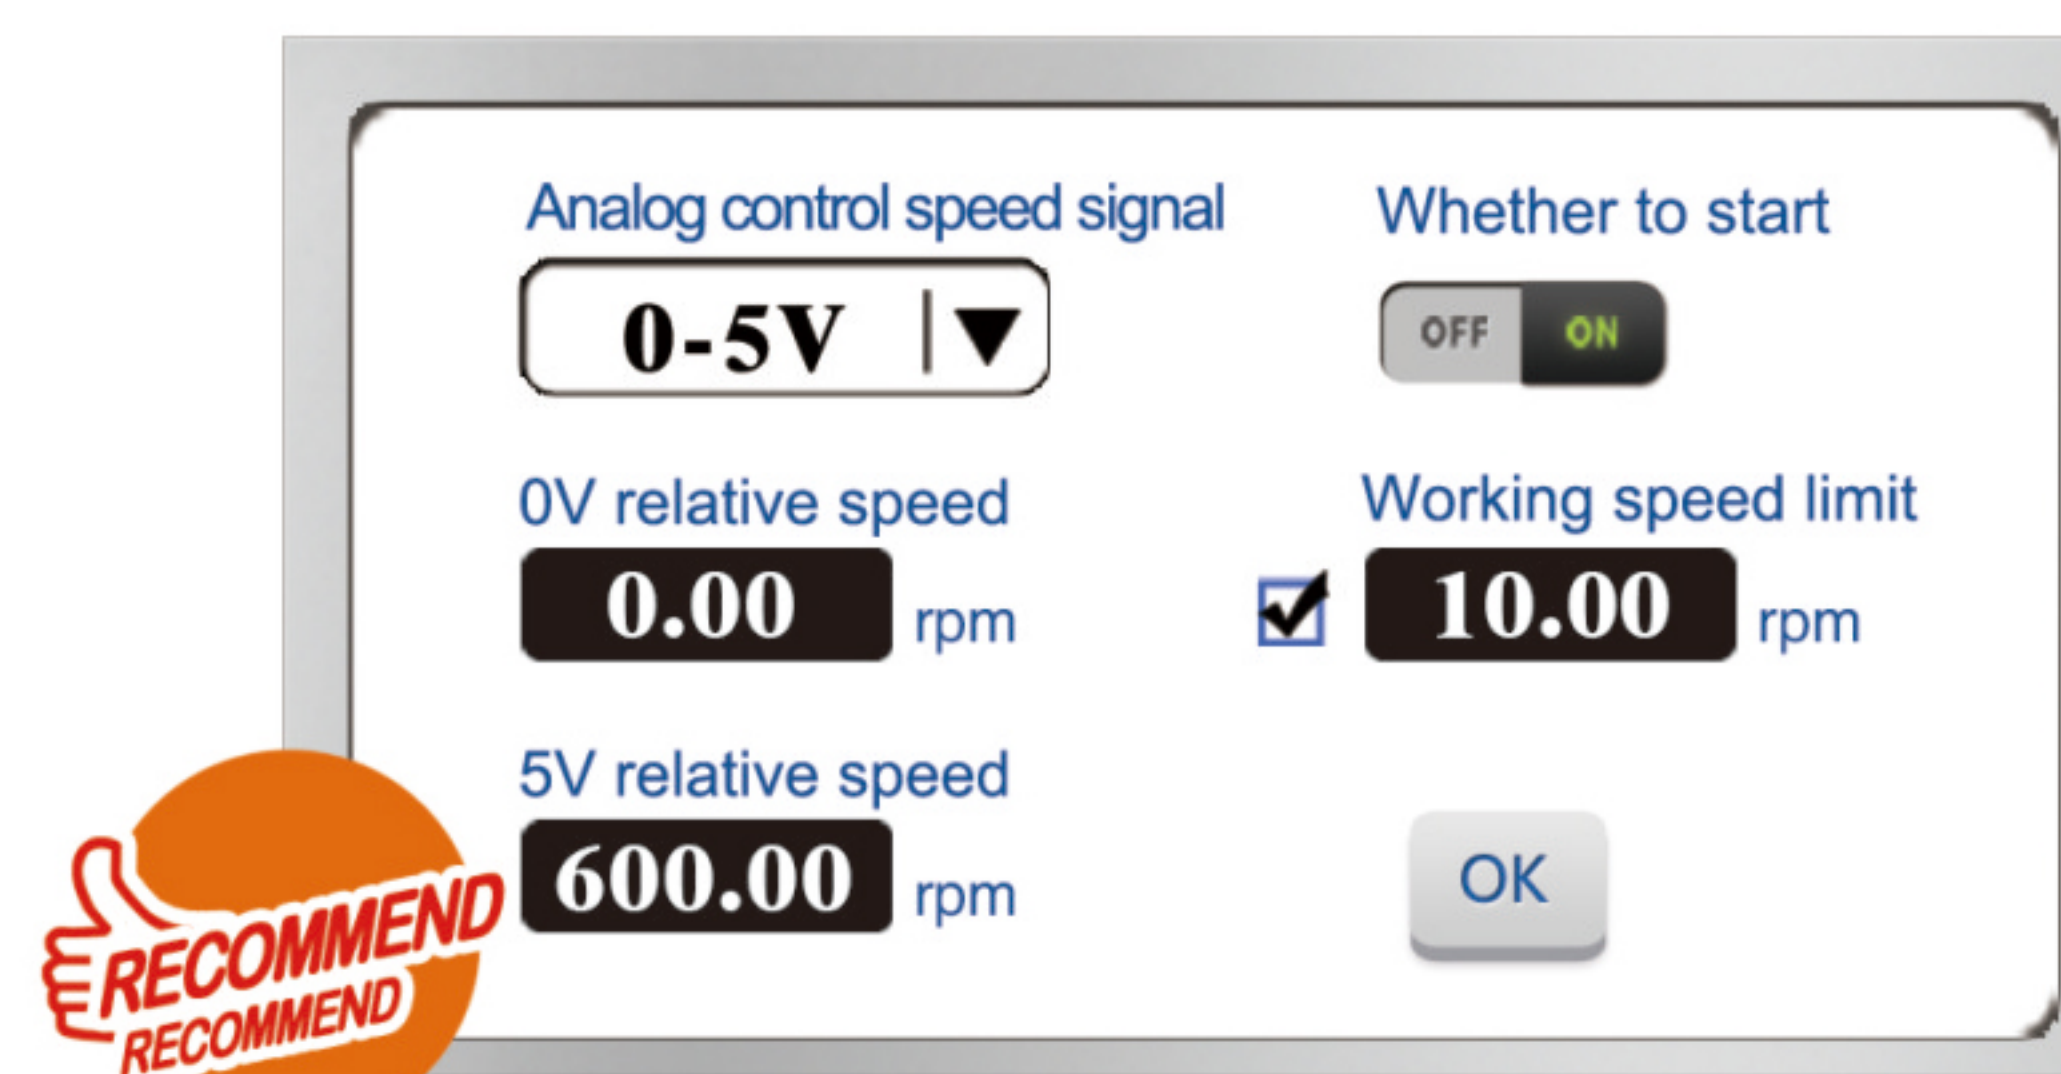 Analog control speed signal
Whether to start
0-5V
OFF ON
0V relative speed
Working speed limit
0.00 rpm
10.00 rpm
5V relative speed
600.00 rpm
OK
RECOMMEND
RECOMMEND